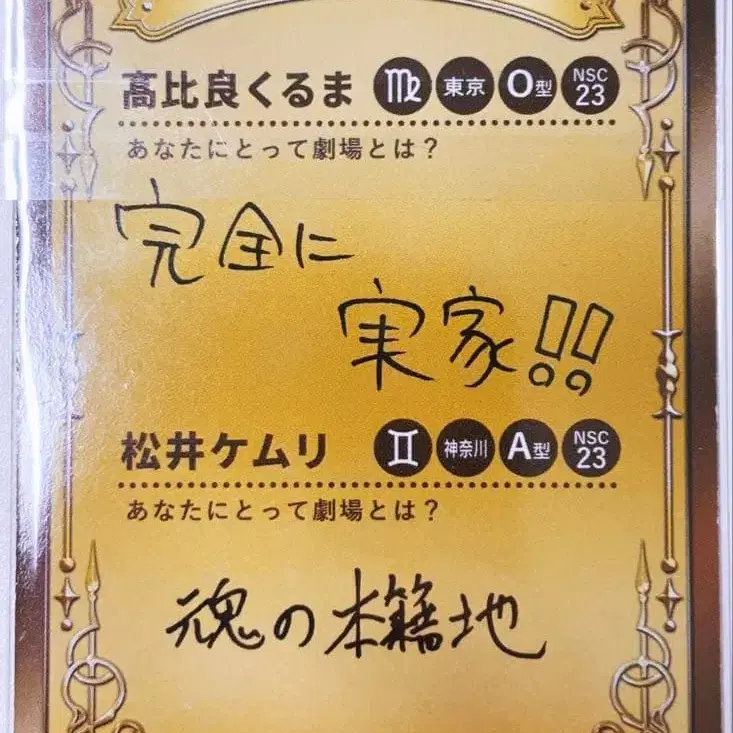 髙比良くるま ♍ 東京 O型 NSC 23
あなたにとって劇場とは？
完全に
実家!!
松井ケムリ ♊ 神奈川 A型 NSC 23
あなたにとって劇場とは？
魂の本籍地